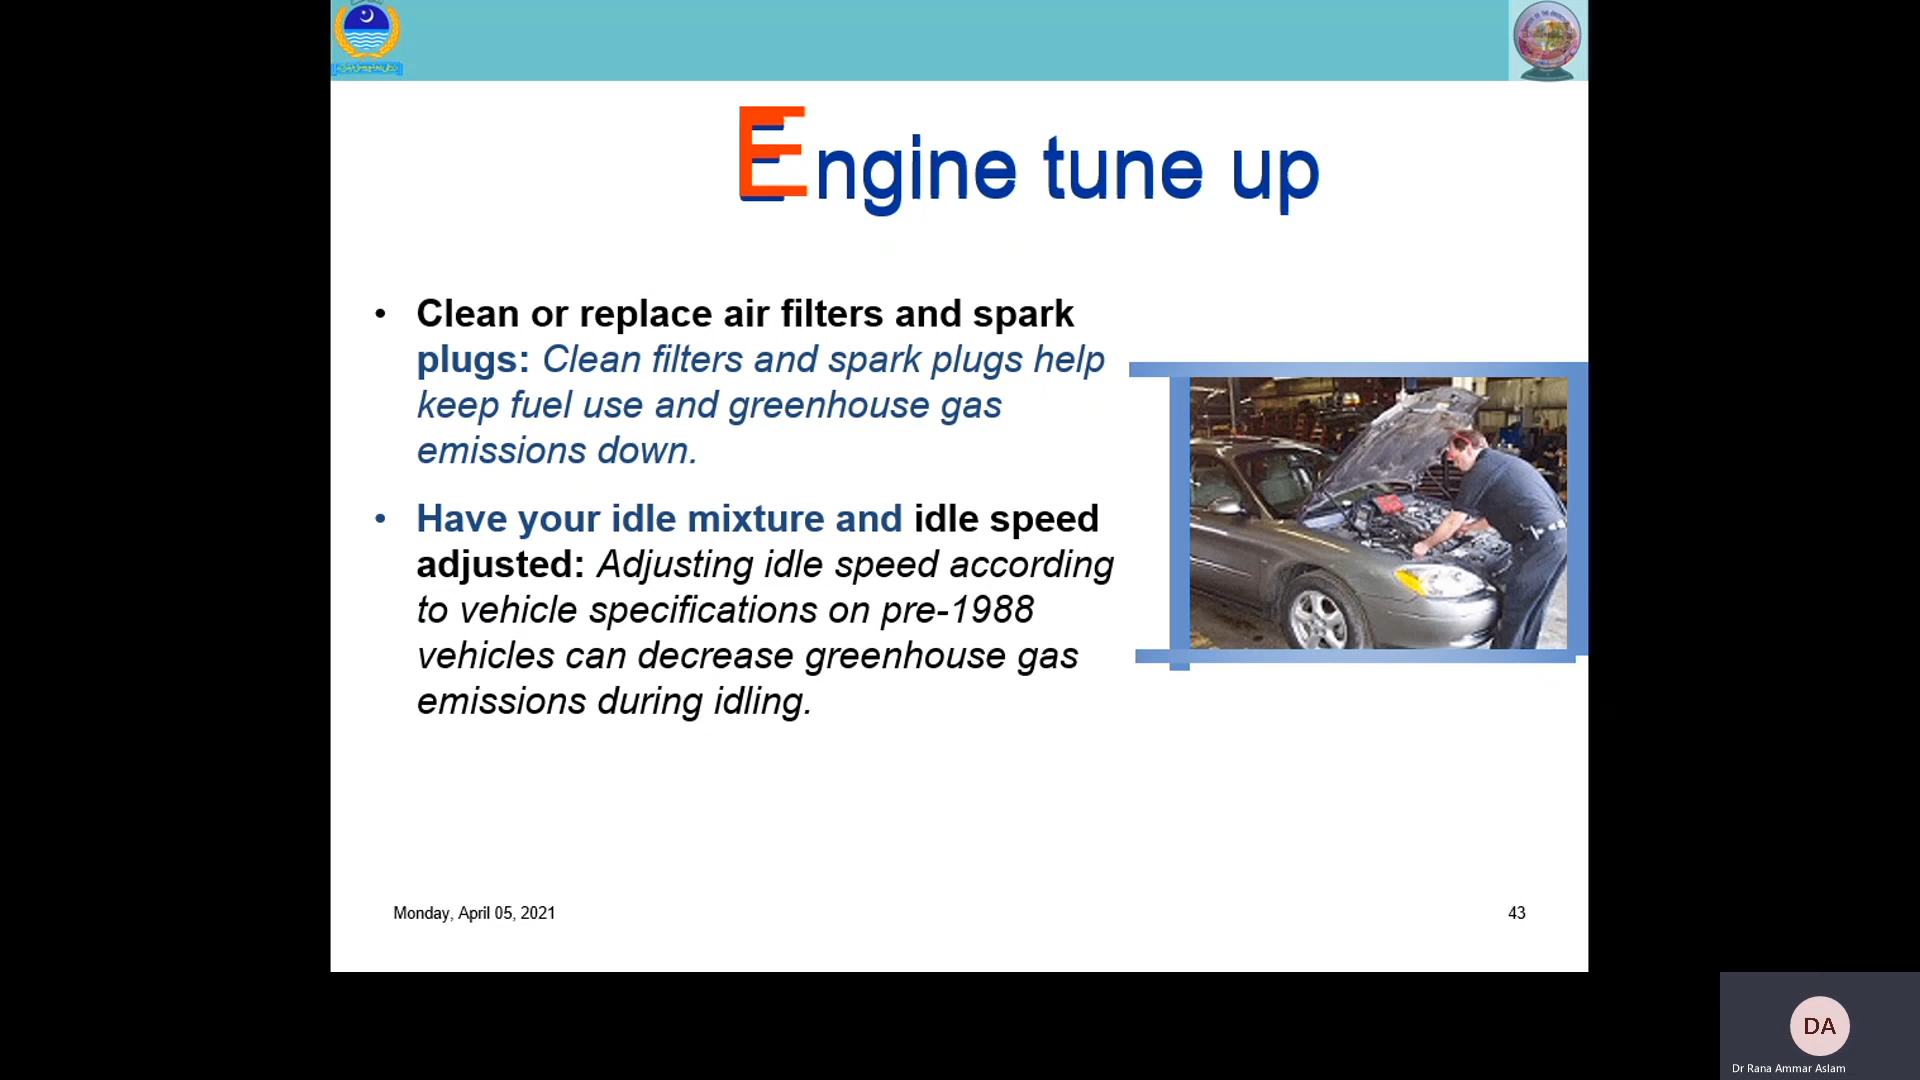 Engine tune up
• Clean or replace air filters and spark
plugs: Clean filters and spark plugs help
keep fuel use and greenhouse gas
emissions down.
• Have your idle mixture and idle speed
adjusted: Adjusting idle speed according
to vehicle specifications on pre-1988
vehicles can decrease greenhouse gas
emissions during idling.
Monday, April 05, 2021
43
DA
Dr Rana Ammar Aslam